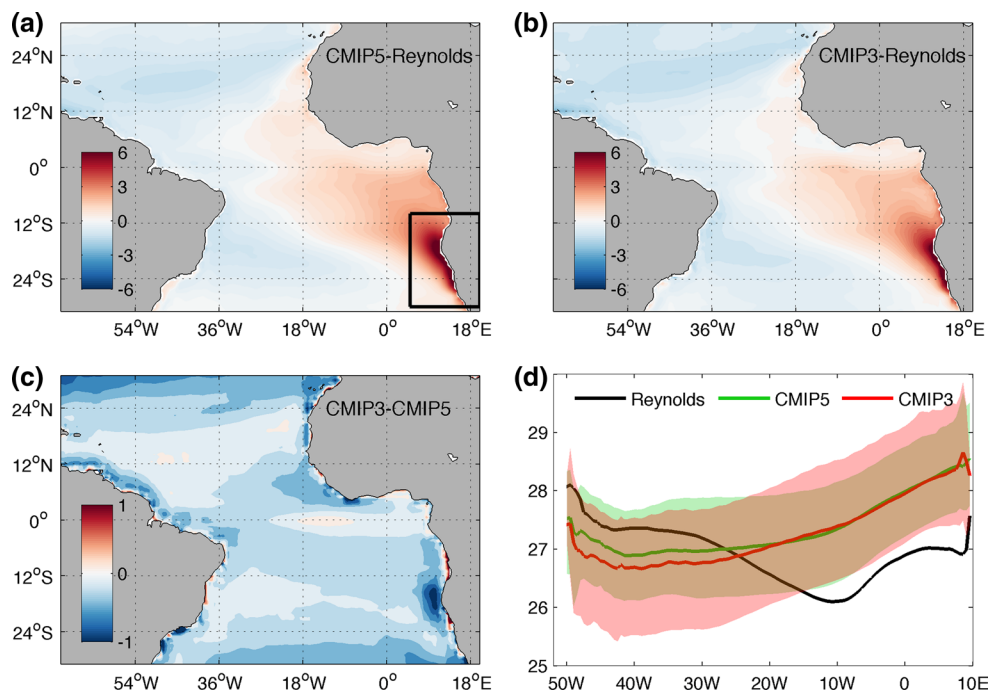 (a)
CMIP5-Reynolds
24°N
12°N
0°
12°S
24°S
6
3
0
-3
-6
54°W 36°W 18°W 0° 18°E
(b)
CMIP3-Reynolds
6
3
0
-3
-6
54°W 36°W 18°W 0° 18°E
(c)
CMIP3-CMIP5
24°N
12°N
0°
12°S
24°S
1
0
-1
54°W 36°W 18°W 0° 18°E
(d)
Reynolds CMIP5 CMIP3
29
28
27
26
25
50W 40W 30W 20W 10W 0 10E